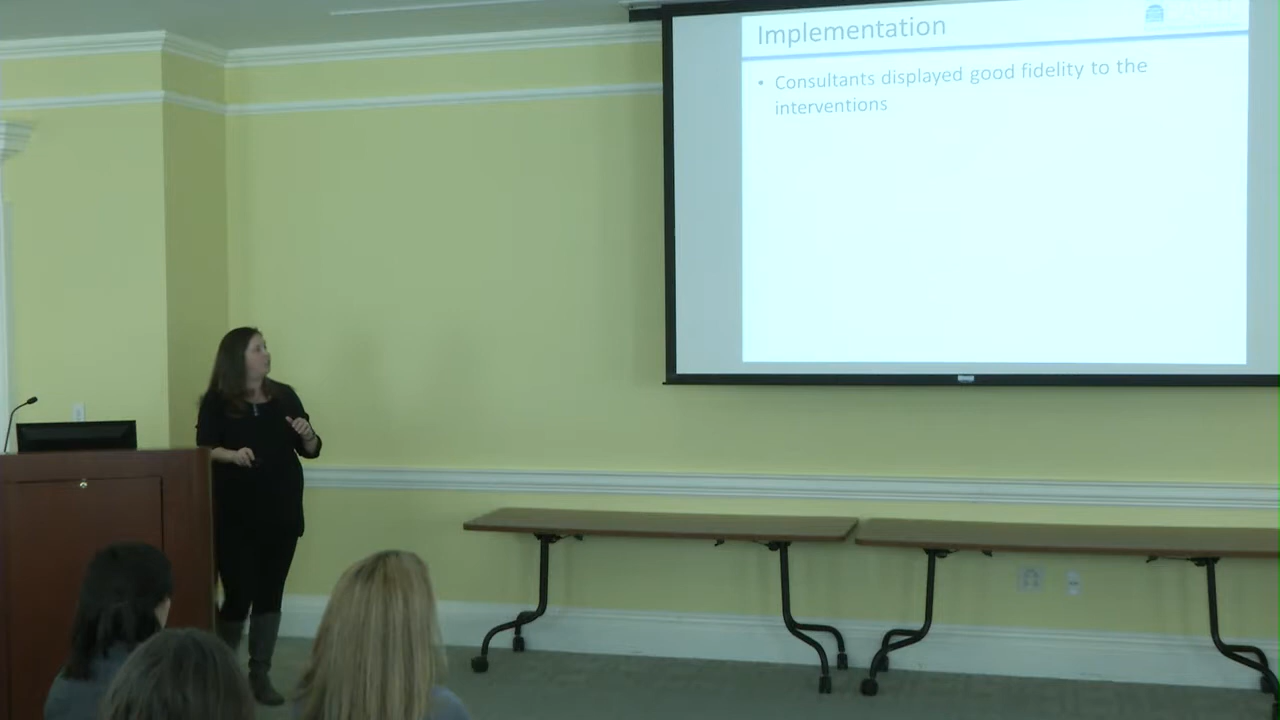 Implementation
• Consultants displayed good fidelity to the
interventions